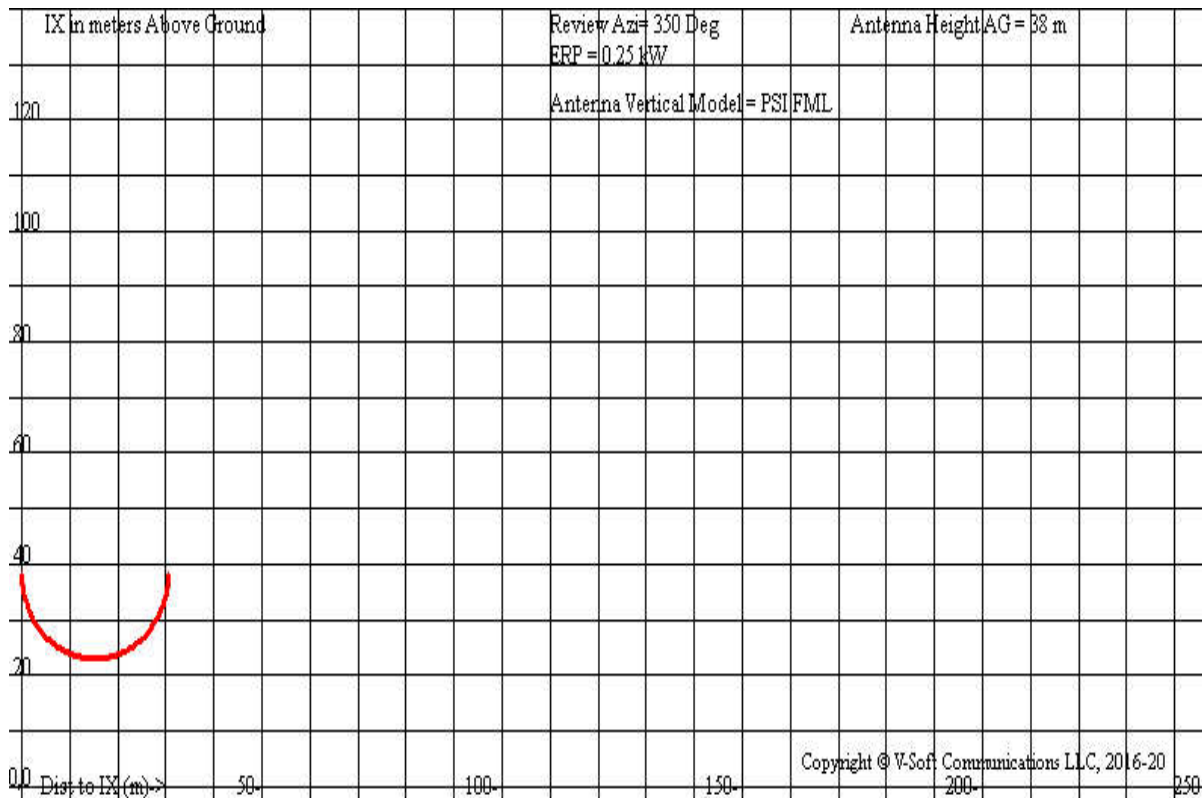 IX in meters Above Ground
Review Azi= 350 Deg
Antenna Height AG = 38 m
ERP = 0.25 kW
Antenna Vertical Model = PSI FML
120
100
80
60
40
20
Copyright © V-Soft Communications LLC, 2016-20
0,0 Dist to IX (m)-> 50- 100- 150- 200- 250